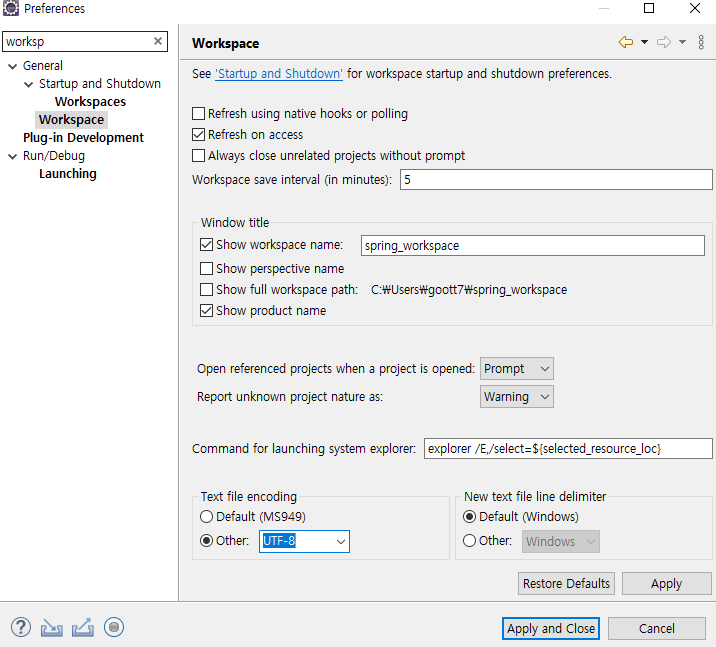 Preferences
worksp
General
Startup and Shutdown
Workspaces
Workspace
Plug-in Development
Run/Debug
Launching
Workspace
See 'Startup and Shutdown' for workspace startup and shutdown preferences.
Refresh using native hooks or polling
Refresh on access
Always close unrelated projects without prompt
Workspace save interval (in minutes): 5
Window title
Show workspace name: spring_workspace
Show perspective name
Show full workspace path: C:₩Users₩goott7₩spring_workspace
Show product name
Open referenced projects when a project is opened: Prompt
Report unknown project nature as: Warning
Command for launching system explorer: explorer /E,/select=${selected_resource_loc}
Text file encoding
Default (MS949)
Other: UTF-8
New text file line delimiter
Default (Windows)
Other: Windows
Restore Defaults Apply
Apply and Close Cancel